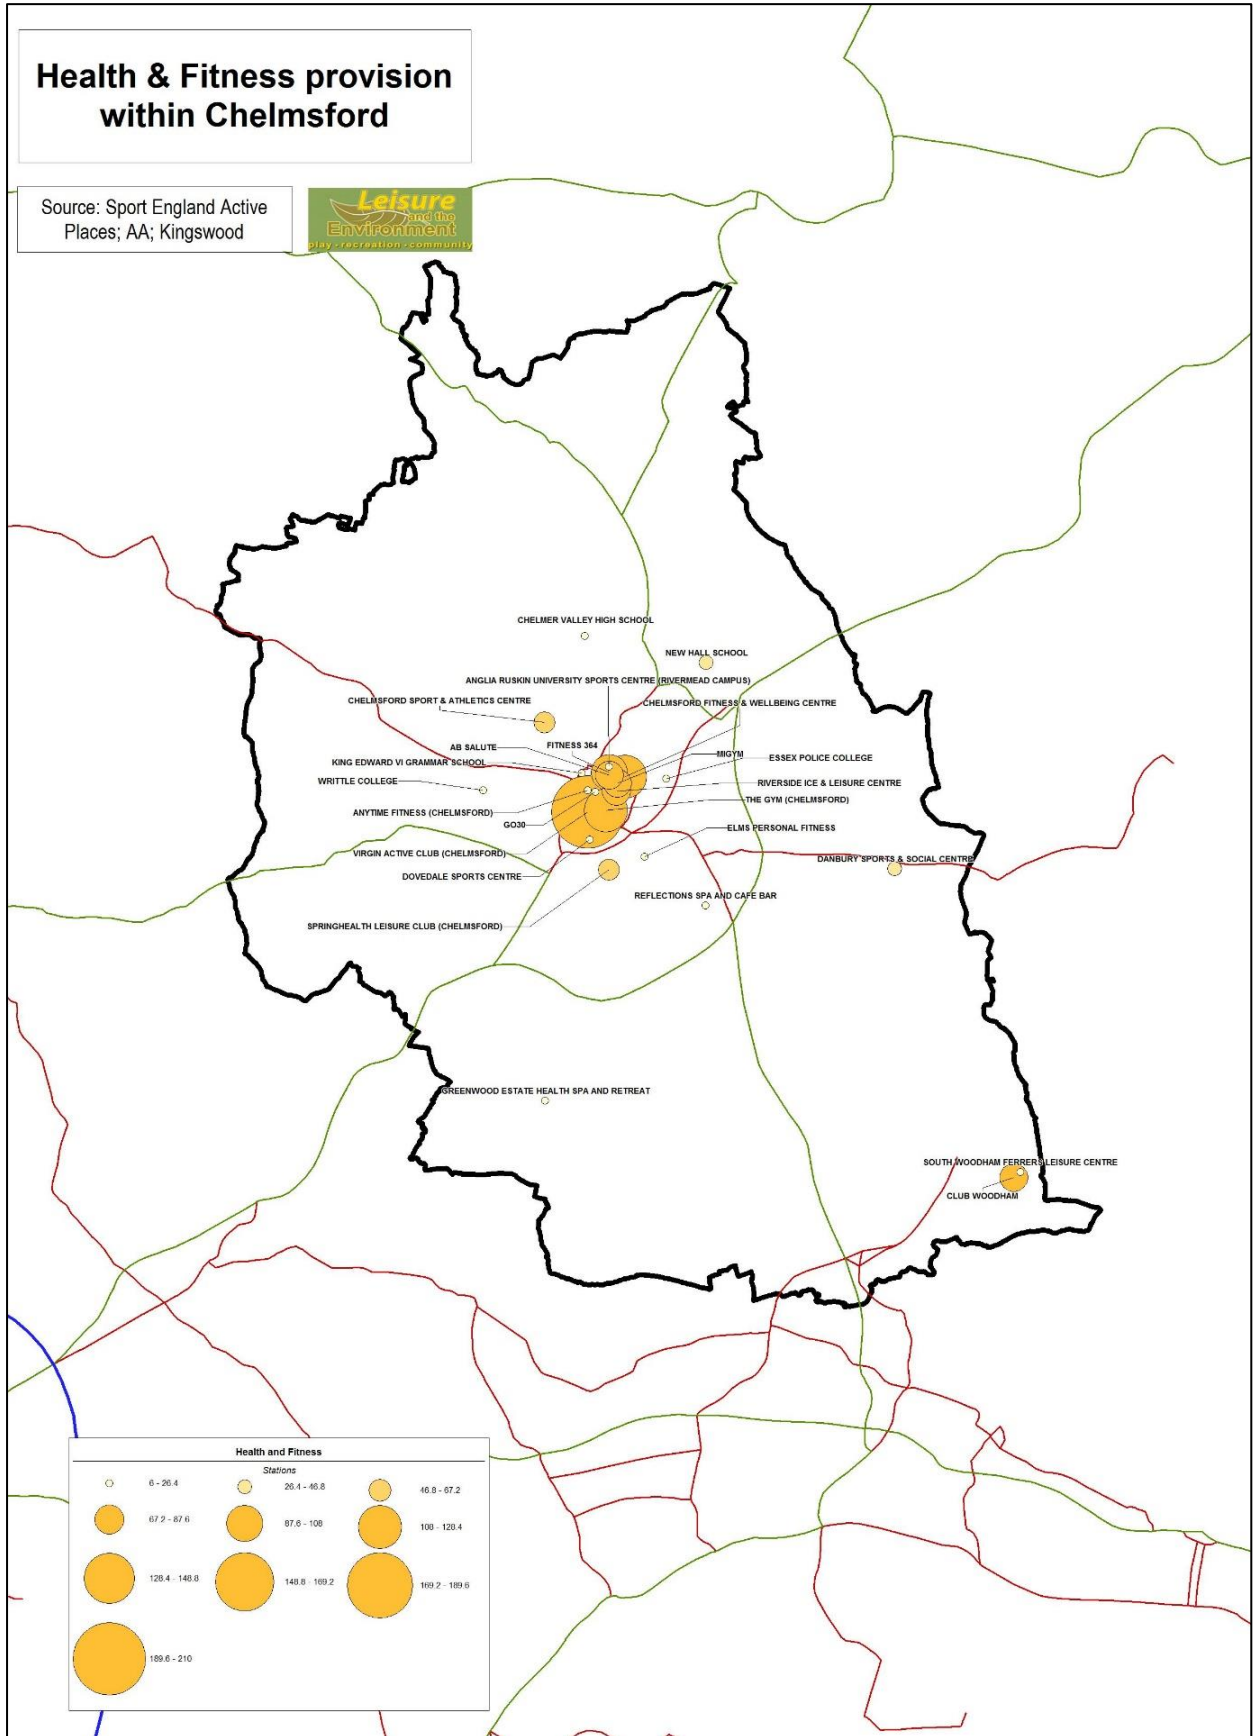 Health & Fitness provision
within Chelmsford
Source: Sport England Active
Places; AA; Kingswood
Leisure
and the
Environment
play - recreation - community
CHELMER VALLEY HIGH SCHOOL
NEW HALL SCHOOL
ANGLIA RUSKIN UNIVERSITY SPORTS CENTRE (RIVERMEAD CAMPUS)
CHELMSFORD SPORT & ATHLETICS CENTRE
CHELMSFORD FITNESS & WELLBEING CENTRE
AB SALUTE
FITNESS 364
MIGYM
ESSEX POLICE COLLEGE
KING EDWARD VI GRAMMAR SCHOOL
WRITTLE COLLEGE
RIVERSIDE ICE & LEISURE CENTRE
THE GYM (CHELMSFORD)
ANYTIME FITNESS (CHELMSFORD)
GO30
ELMS PERSONAL FITNESS
VIRGIN ACTIVE CLUB (CHELMSFORD)
DANBURY SPORTS & SOCIAL CENTRE
DOVEDALE SPORTS CENTRE
REFLECTIONS SPA AND CAFE BAR
SPRINGHEALTH LEISURE CLUB (CHELMSFORD)
GREENWOOD ESTATE HEALTH SPA AND RETREAT
SOUTH WOODHAM FERRERS LEISURE CENTRE
CLUB WOODHAM
Health and Fitness
Stations
6 - 26.4
26.4 - 46.8
46.8 - 67.2
67.2 - 87.6
87.6 - 108
108 - 128.4
128.4 - 148.8
148.8 - 169.2
169.2 - 189.6
189.6 - 210